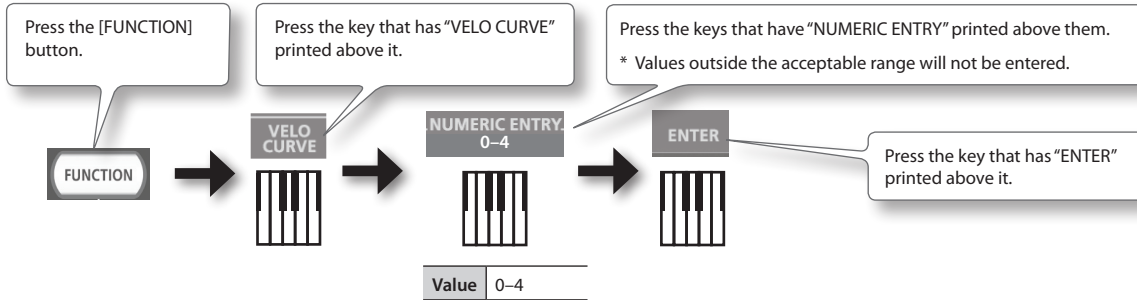 Press the [FUNCTION]
button.
Press the key that has “VELO CURVE”
printed above it.
Press the keys that have “NUMERIC ENTRY” printed above them.
* Values outside the acceptable range will not be entered.
FUNCTION
VELO
CURVE
NUMERIC ENTRY
0–4
ENTER
Press the key that has “ENTER”
printed above it.
Value 0–4